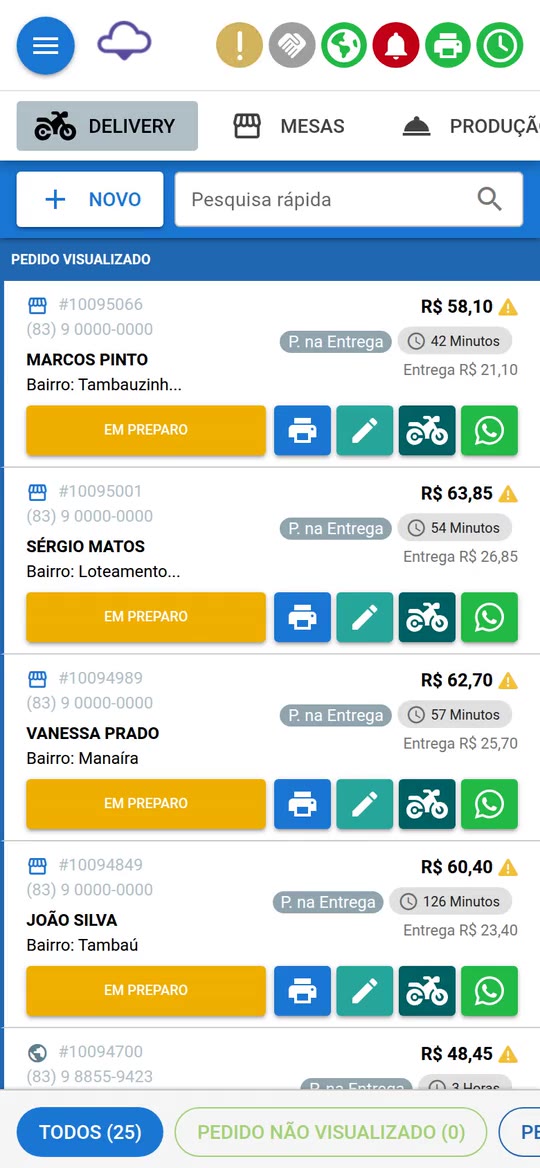 DELIVERY
MESAS
PRODUÇÃ
NOVO
Pesquisa rápida
PEDIDO VISUALIZADO
#10095066
R$ 58,10
(83) 9 0000-0000
P. na Entrega
42 Minutos
MARCOS PINTO
Entrega R$ 21,10
Bairro: Tambauzinh...
EM PREPARO
#10095001
R$ 63,85
(83) 9 0000-0000
P. na Entrega
54 Minutos
SÉRGIO MATOS
Entrega R$ 26,85
Bairro: Loteamento...
EM PREPARO
#10094989
R$ 62,70
(83) 9 0000-0000
P. na Entrega
57 Minutos
VANESSA PRADO
Entrega R$ 25,70
Bairro: Manaíra
EM PREPARO
#10094849
R$ 60,40
(83) 9 0000-0000
P. na Entrega
126 Minutos
JOÃO SILVA
Entrega R$ 23,40
Bairro: Tambaú
EM PREPARO
#10094700
R$ 48,45
(83) 9 8855-9423
P. na Entrega
3 Horas
TODOS (25)
PEDIDO NÃO VISUALIZADO (0)
PE